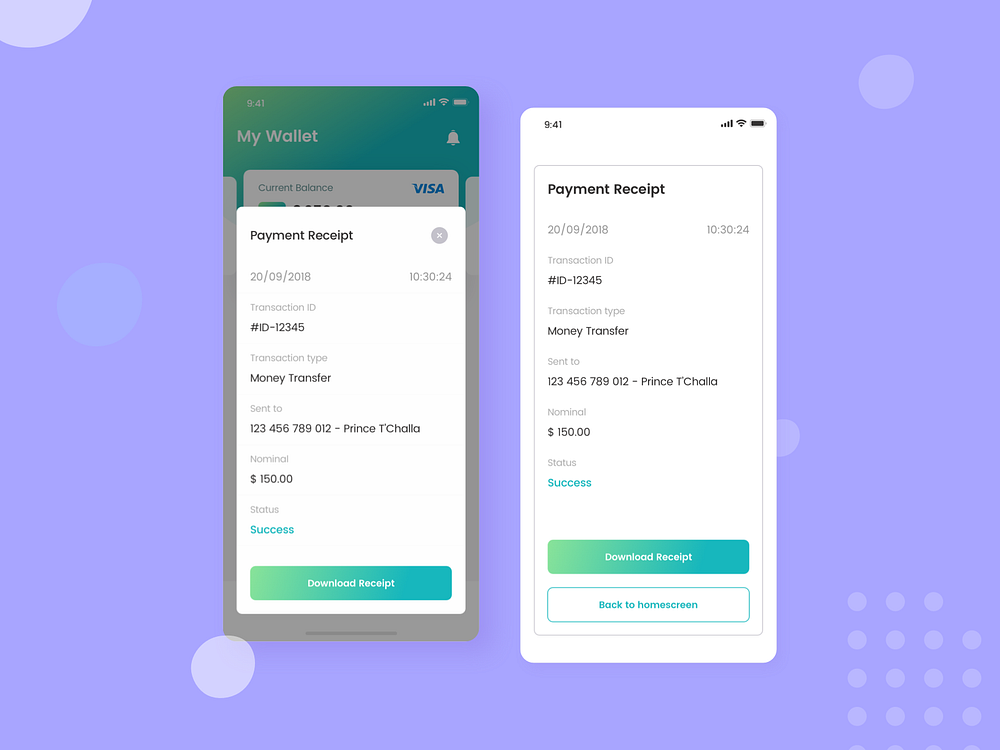 9:41
My Wallet
Current Balance
VISA
Payment Receipt
20/09/2018 10:30:24
Transaction ID
#ID-12345
Transaction type
Money Transfer
Sent to
123 456 789 012 - Prince T'Challa
Nominal
$ 150.00
Status
Success
Download Receipt
9:41
Payment Receipt
20/09/2018 10:30:24
Transaction ID
#ID-12345
Transaction type
Money Transfer
Sent to
123 456 789 012 - Prince T'Challa
Nominal
$ 150.00
Status
Success
Download Receipt
Back to homescreen